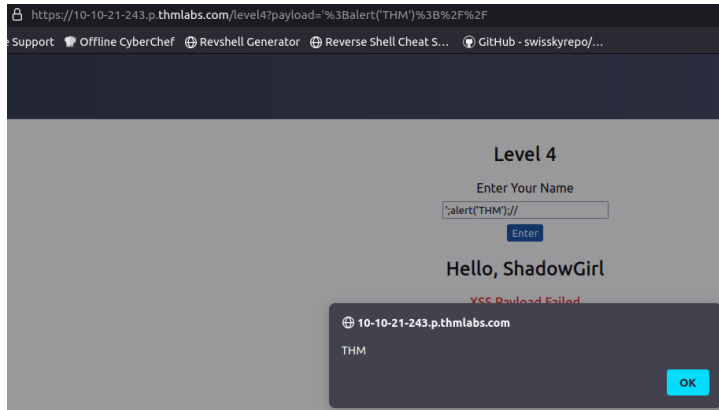 https://10-10-21-243.p.thmlabs.com/level4?payload='%3Balert('THM')%3B%2F%2F
Support Offline CyberChef Revshell Generator Reverse Shell Cheat S... GitHub - swisskyrepo/...
Level 4
Enter Your Name
';alert('THM');//
Enter
Hello, ShadowGirl
XSS Payload Failed
10-10-21-243.p.thmlabs.com
THM
OK